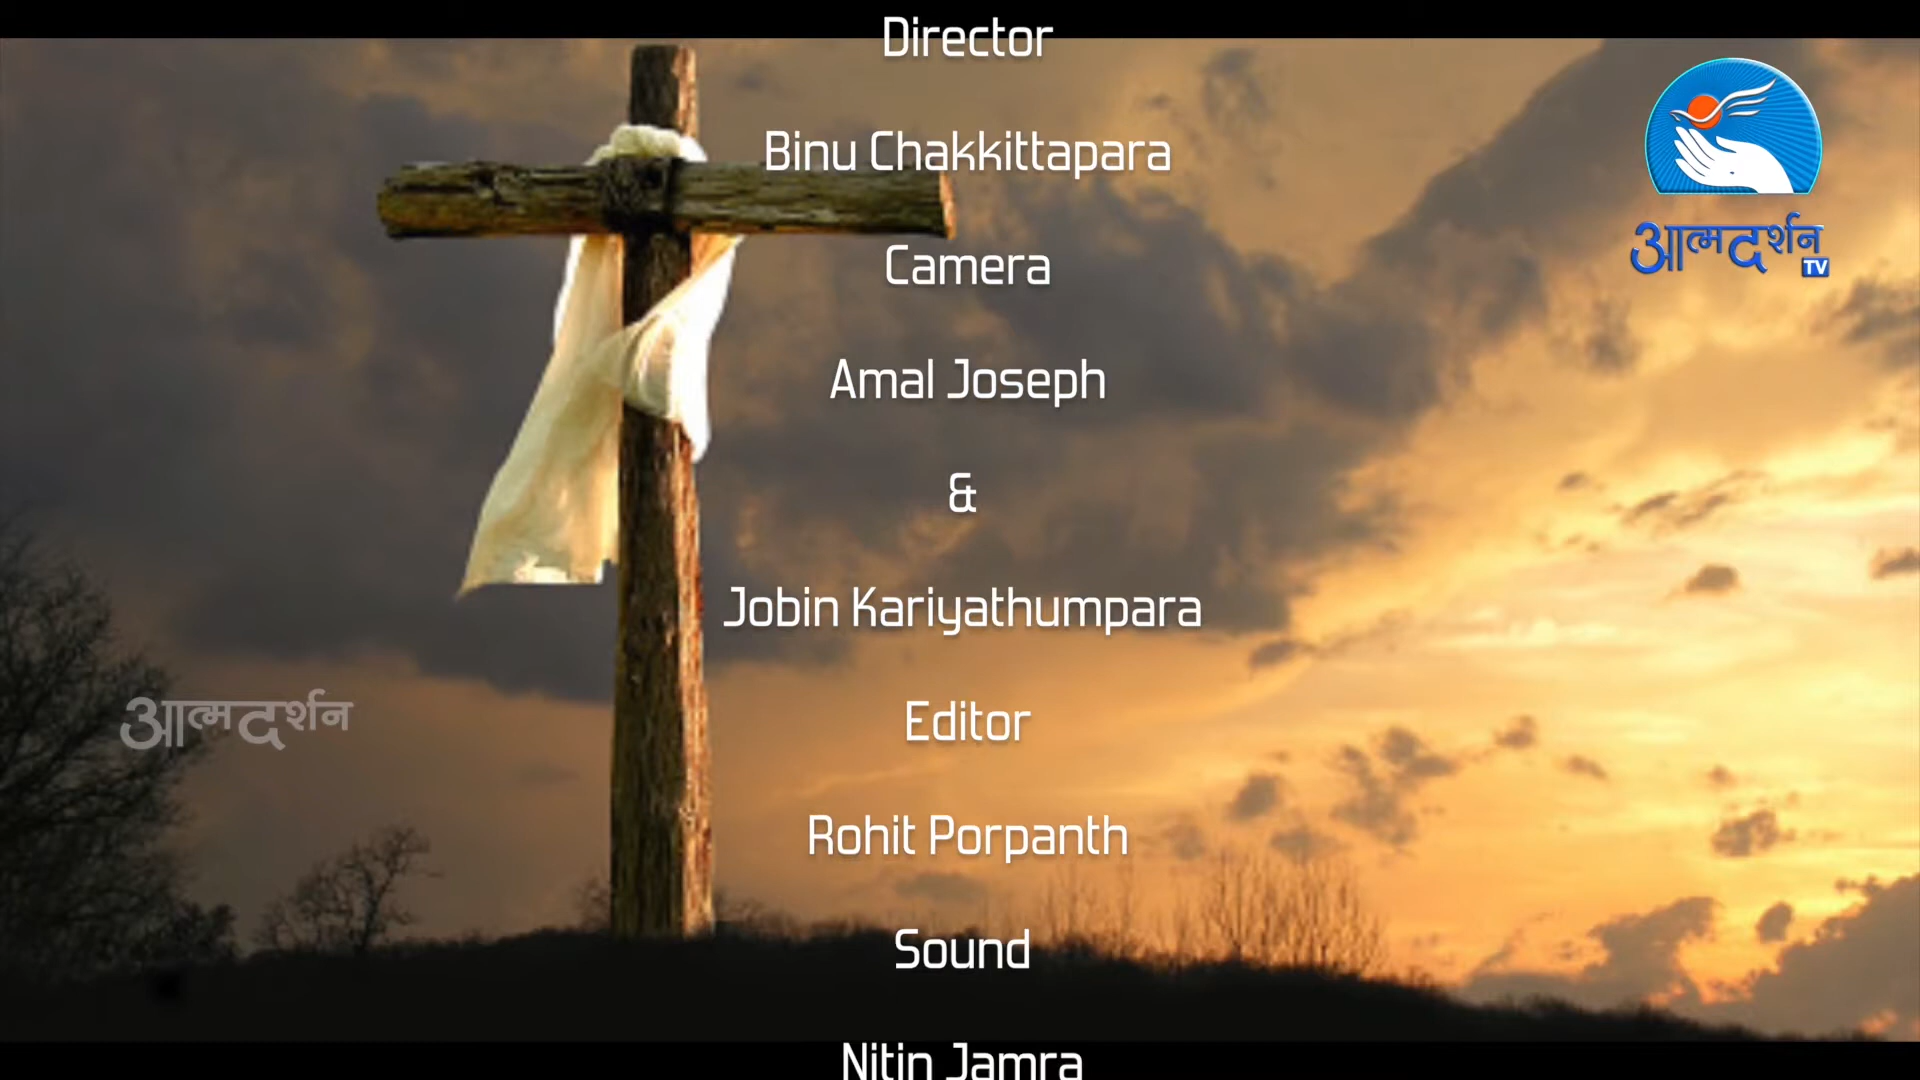 Director
Binu Chakkittapara
Camera
Amal Joseph
&
Jobin Kariyathumpara
Editor
Rohit Porpanth
Sound
Nitin Jamra
आत्मदर्शन
TV
आत्मदर्शन